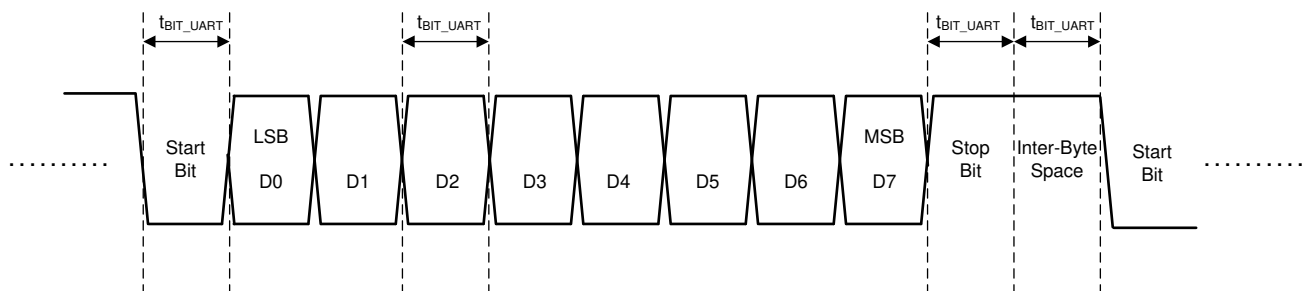 tBIT_UART tBIT_UART tBIT_UART tBIT_UART
LSB MSB
Start Bit
Stop Bit
Inter-Byte Space
Start Bit
.......... ..........
D0 D1 D2 D3 D4 D5 D6 D7